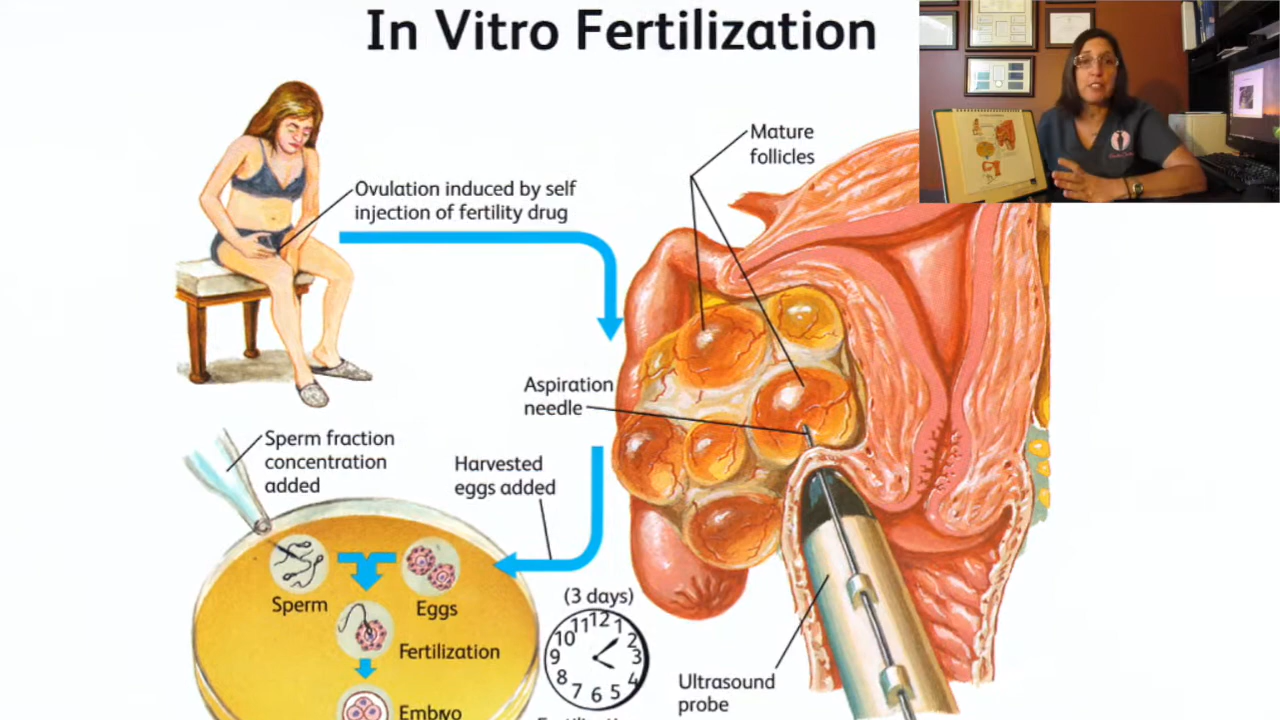 In Vitro Fertilization
Mature
follicles
Ovulation induced by self
injection of fertility drug
Aspiration
needle
Sperm fraction
concentration
added
Harvested
eggs added
Sperm
Eggs
Fertilization
Embryo
(3 days)
12
1
2
3
4
5
6
7
8
9
10
11
Ultrasound
probe